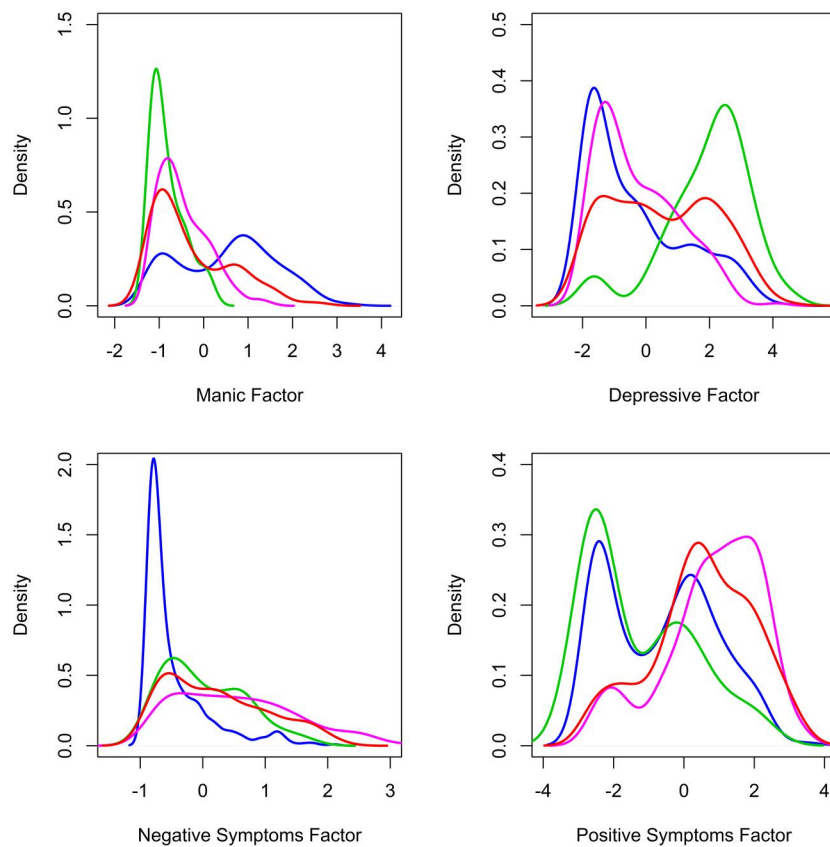 1.5
1.0
0.5
0.0
Density
-2 -1 0 1 2 3 4
Manic Factor
0.5
0.4
0.3
0.2
0.1
0.0
Density
-2 0 2 4
Depressive Factor
2.0
1.5
1.0
0.5
0.0
Density
-1 0 1 2 3
Negative Symptoms Factor
0.4
0.3
0.2
0.1
0.0
Density
-4 -2 0 2 4
Positive Symptoms Factor